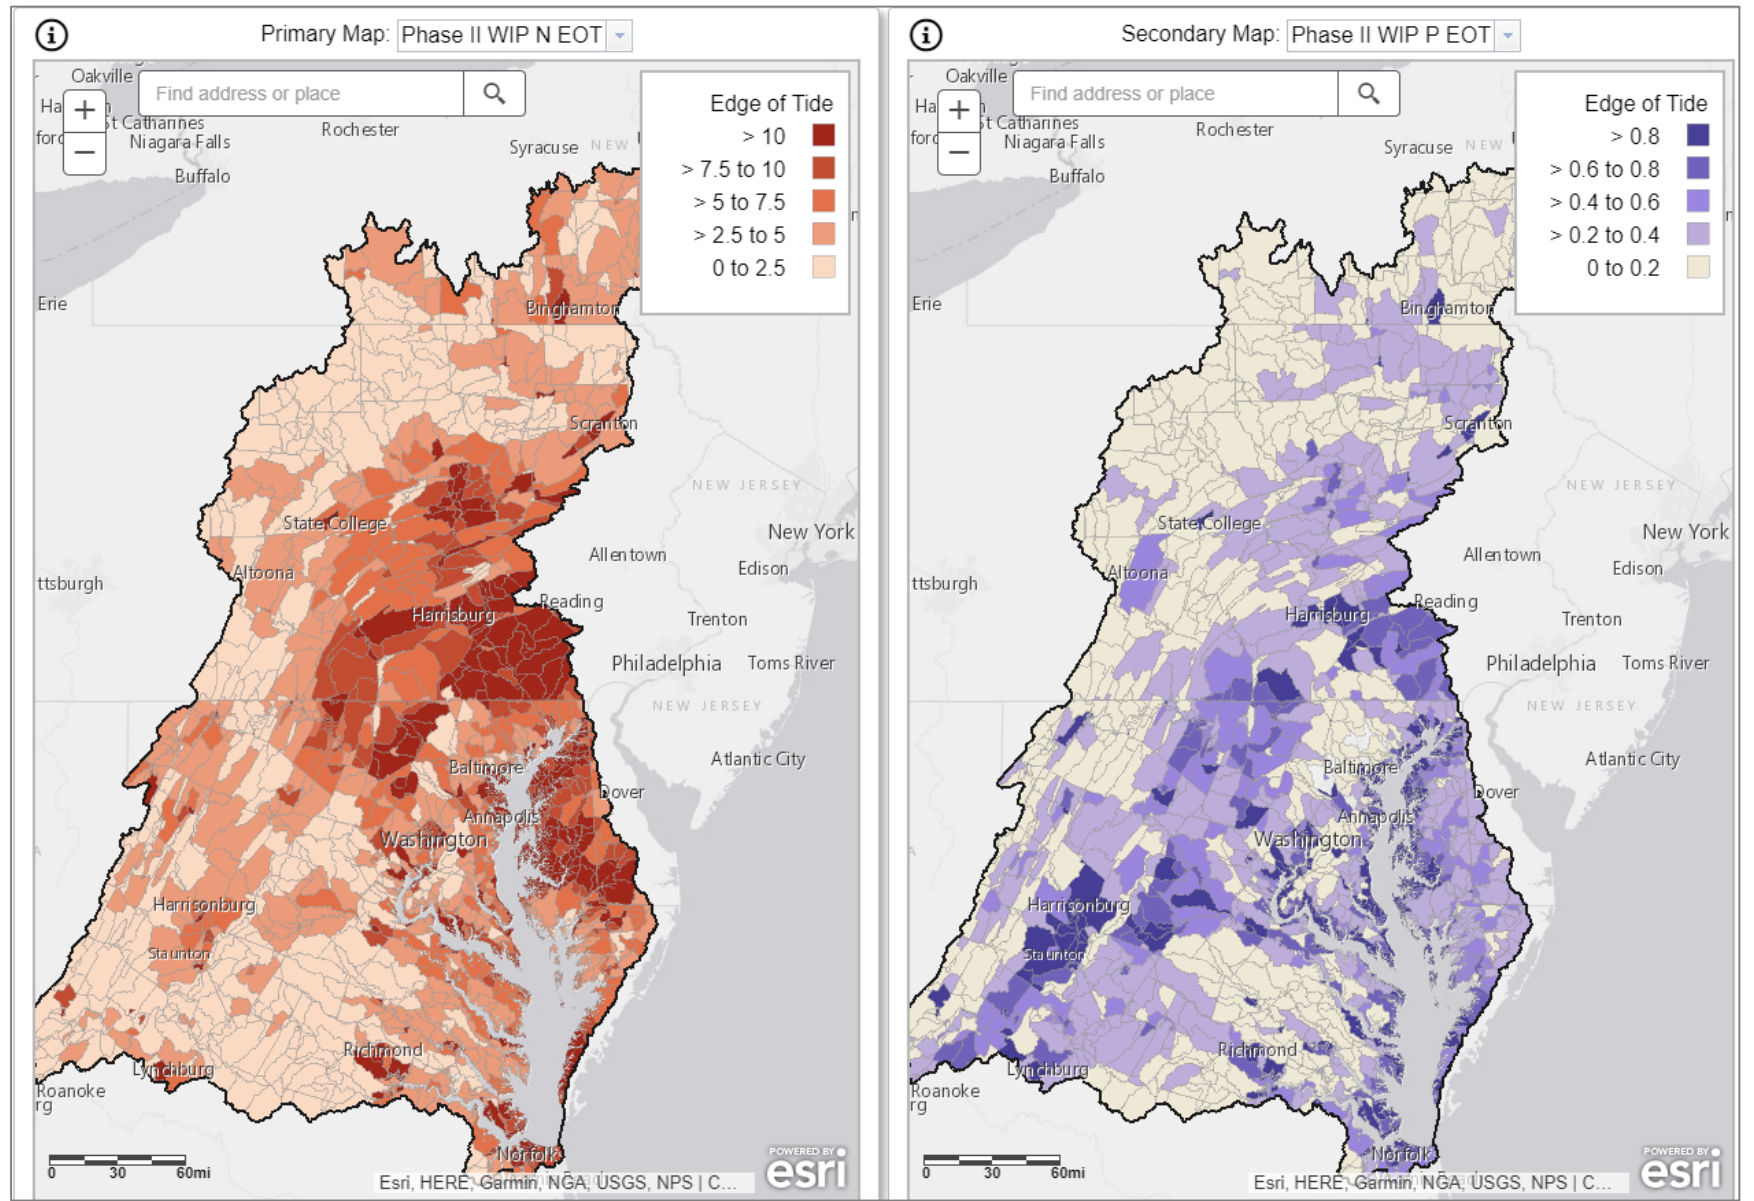 Primary Map: Phase II WIP N EOT
Find address or place
Edge of Tide
> 10
> 7.5 to 10
> 5 to 7.5
> 2.5 to 5
0 to 2.5
+
−
Oakville
St Catharines
Niagara Falls
Rochester
Syracuse
NEW
Buffalo
Erie
Binghamton
Scranton
NEW JERSEY
State College
New York
Allentown
Edison
ttsburgh
Altoona
Reading
Harrisburg
Trenton
Philadelphia
Toms River
NEW JERSEY
Atlantic City
Baltimore
Dover
Annapolis
Washington
Harrisonburg
Staunton
Richmond
Lynchburg
Roanoke
rg
Norfolk
0 30 60mi
POWERED BY
esri
Esri, HERE, Garmin, NGA, USGS, NPS | C...
Secondary Map: Phase II WIP P EOT
Find address or place
Edge of Tide
> 0.8
> 0.6 to 0.8
> 0.4 to 0.6
> 0.2 to 0.4
0 to 0.2
+
−
Oakville
St Catharines
Niagara Falls
Rochester
Syracuse
NEW
Buffalo
Erie
Binghamton
Scranton
NEW JERSEY
State College
New York
Allentown
Edison
ttsburgh
Altoona
Reading
Harrisburg
Trenton
Philadelphia
Toms River
NEW JERSEY
Atlantic City
Baltimore
Dover
Annapolis
Washington
Harrisonburg
Staunton
Richmond
Lynchburg
Roanoke
rg
Norfolk
0 30 60mi
POWERED BY
esri
Esri, HERE, Garmin, NGA, USGS, NPS | C...